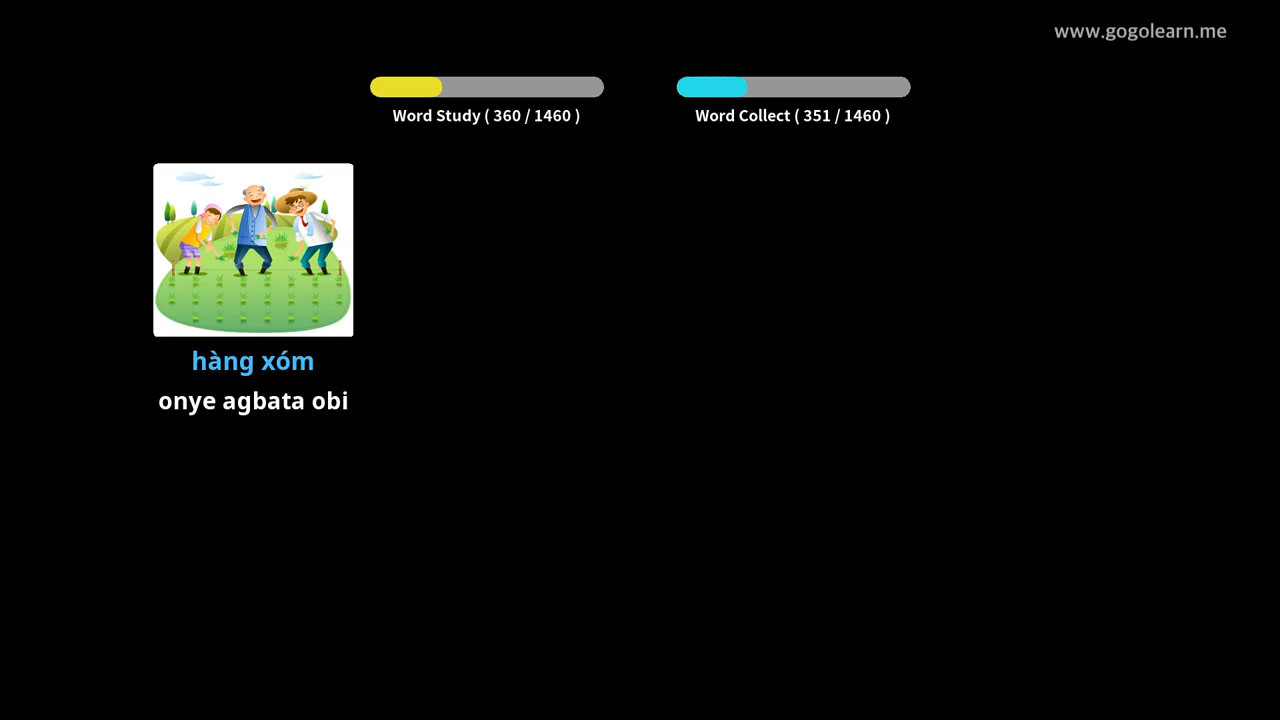 www.gogolearn.me
Word Study ( 360 / 1460 )
Word Collect ( 351 / 1460 )
hàng xóm
onye agbata obi